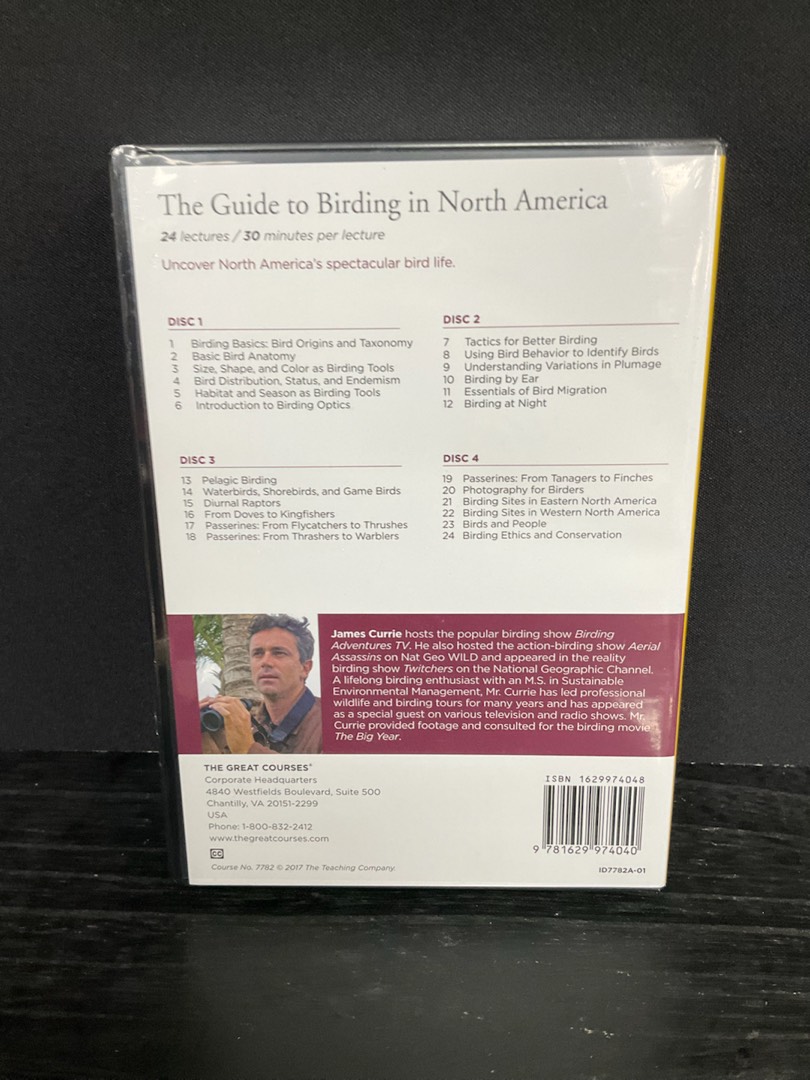 The Guide to Birding in North America
24 lectures / 30 minutes per lecture
Uncover North America's spectacular bird life.
DISC 1
1 Birding Basics: Bird Origins and Taxonomy
2 Basic Bird Anatomy
3 Size, Shape, and Color as Birding Tools
4 Bird Distribution, Status, and Endemism
5 Habitat and Season as Birding Tools
6 Introduction to Birding Optics
DISC 2
7 Tactics for Better Birding
8 Using Bird Behavior to Identify Birds
9 Understanding Variations in Plumage
10 Birding by Ear
11 Essentials of Bird Migration
12 Birding at Night
DISC 3
13 Pelagic Birding
14 Waterbirds, Shorebirds, and Game Birds
15 Diurnal Raptors
16 From Doves to Kingfishers
17 Passerines: From Flycatchers to Thrushes
18 Passerines: From Thrashers to Warblers
DISC 4
19 Passerines: From Tanagers to Finches
20 Photography for Birders
21 Birding Sites in Eastern North America
22 Birding Sites in Western North America
23 Birds and People
24 Birding Ethics and Conservation
James Currie hosts the popular birding show Birding
Adventures TV. He also hosted the action-birding show Aerial
Assassins on Nat Geo WILD and appeared in the reality
birding show Twitchers on the National Geographic Channel.
A lifelong birding enthusiast with an M.S. in Sustainable
Environmental Management, Mr. Currie has led professional
wildlife and birding tours for many years and has appeared
as a special guest on various television and radio shows. Mr.
Currie provided footage and consulted for the birding movie
The Big Year.
THE GREAT COURSES®
Corporate Headquarters
4840 Westfields Boulevard, Suite 500
Chantilly, VA 20151-2299
USA
Phone: 1-800-832-2412
www.thegreatcourses.com
CC
Course No. 7782 © 2017 The Teaching Company.
ISBN 1629974048
9 781629 974040
ID7782A-01